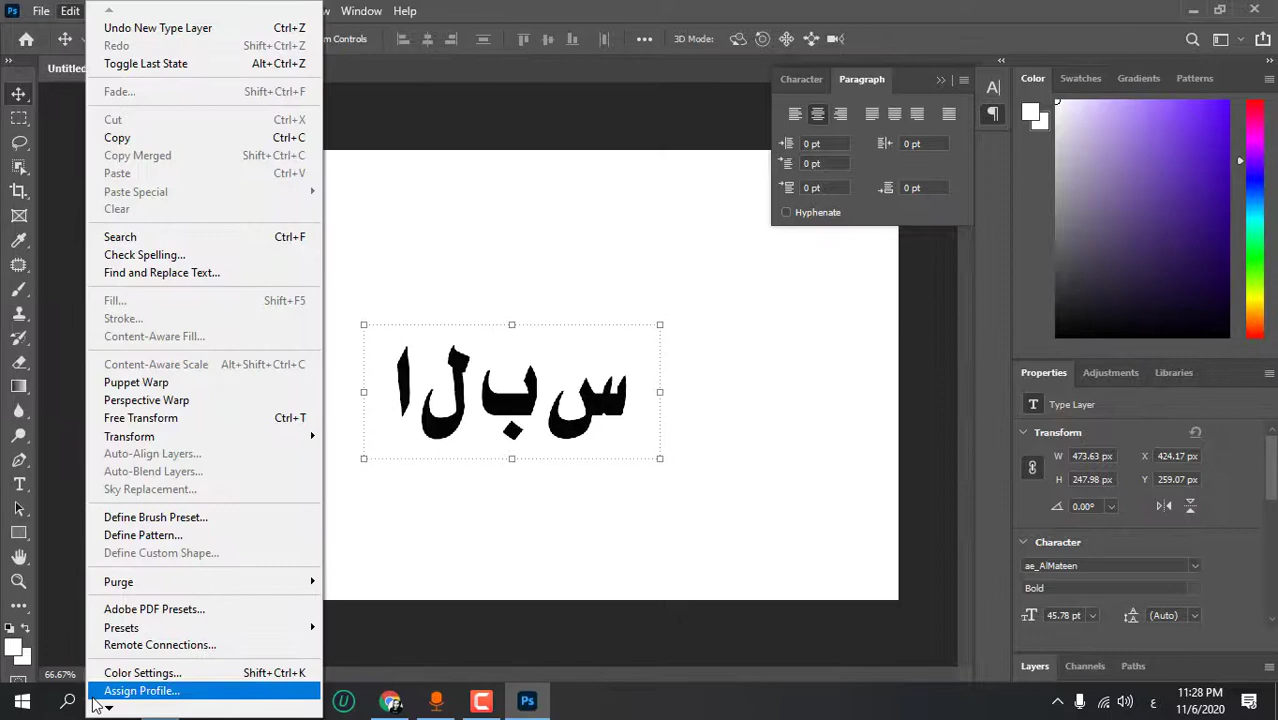 File
Edit
Window
Help
m Controls
3D Mode:
Untitled
Undo New Type Layer Ctrl+Z
Redo Shift+Ctrl+Z
Toggle Last State Alt+Ctrl+Z
Fade... Shift+Ctrl+F
Cut Ctrl+X
Copy Ctrl+C
Copy Merged Shift+Ctrl+C
Paste Ctrl+V
Paste Special
Clear
Search Ctrl+F
Check Spelling...
Find and Replace Text...
Fill... Shift+F5
Stroke...
Content-Aware Fill...
Content-Aware Scale Alt+Shift+Ctrl+C
Puppet Warp
Perspective Warp
Free Transform Ctrl+T
Transform
Auto-Align Layers...
Auto-Blend Layers...
Sky Replacement...
Define Brush Preset...
Define Pattern...
Define Custom Shape...
Purge
Adobe PDF Presets...
Presets
Remote Connections...
Color Settings... Shift+Ctrl+K
Assign Profile...
س ب ل ا
Character Paragraph
0 pt 0 pt
0 pt
0 pt 0 pt
Hyphenate
Color Swatches Gradients Patterns
Properties Adjustments Libraries
T Type Layer
Transform
W 473.63 px X 424.17 px
H 247.98 px Y 259.07 px
0.00°
Character
ae_AlMateen
Bold
45.78 pt (Auto)
Layers Channels Paths
66.67%
Ps
ع
11:28 PM
11/6/2020